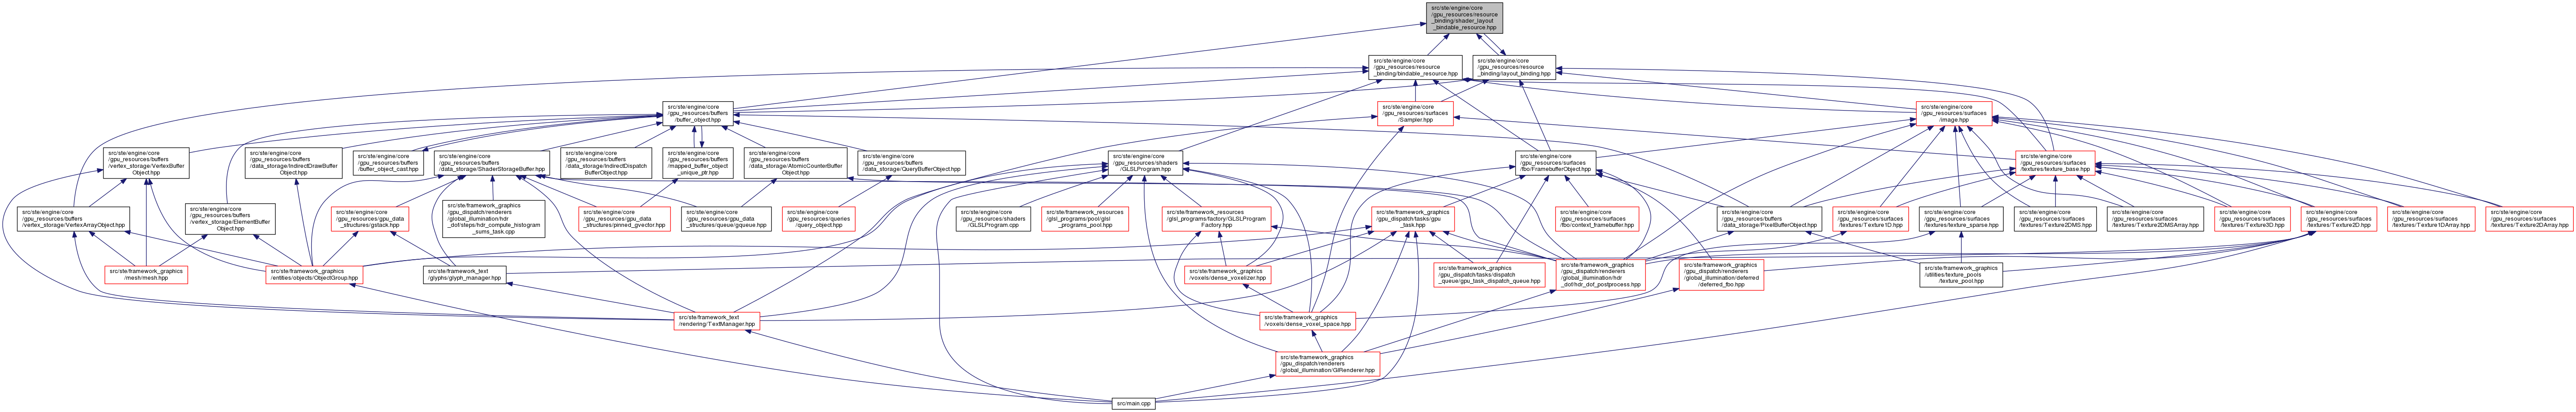 src/ste/engine/core
/gpu_resources/resource
_binding/shader_layout
_bindable_resource.hpp
src/ste/engine/core
/gpu_resources/resource
_binding/bindable_resource.hpp
src/ste/engine/core
/gpu_resources/resource
_binding/layout_binding.hpp
src/ste/engine/core
/gpu_resources/buffers
/buffer_object.hpp
src/ste/engine/core
/gpu_resources/surfaces
/Sampler.hpp
src/ste/engine/core
/gpu_resources/surfaces
/image.hpp
src/ste/engine/core
/gpu_resources/buffers
/vertex_storage/VertexBuffer
Object.hpp
src/ste/engine/core
/gpu_resources/buffers
/data_storage/IndirectDrawBuffer
Object.hpp
src/ste/engine/core
/gpu_resources/buffers
/buffer_object_cast.hpp
src/ste/engine/core
/gpu_resources/buffers
/data_storage/ShaderStorageBuffer.hpp
src/ste/engine/core
/gpu_resources/buffers
/data_storage/IndirectDispatch
BufferObject.hpp
src/ste/engine/core
/gpu_resources/buffers
/mapped_buffer_object
_unique_ptr.hpp
src/ste/engine/core
/gpu_resources/buffers
/data_storage/AtomicCounterBuffer
Object.hpp
src/ste/engine/core
/gpu_resources/buffers
/data_storage/QueryBufferObject.hpp
src/ste/engine/core
/gpu_resources/shaders
/GLSLProgram.hpp
src/ste/engine/core
/gpu_resources/surfaces
/fbo/FramebufferObject.hpp
src/ste/engine/core
/gpu_resources/surfaces
/textures/texture_base.hpp
src/ste/engine/core
/gpu_resources/buffers
/vertex_storage/VertexArrayObject.hpp
src/ste/engine/core
/gpu_resources/buffers
/vertex_storage/ElementBuffer
Object.hpp
src/ste/engine/core
/gpu_resources/gpu_data
_structures/gstack.hpp
src/ste/framework_graphics
/gpu_dispatch/renderers
/global_illumination/hdr
_dof/steps/hdr_compute_histogram
_sums_task.cpp
src/ste/engine/core
/gpu_resources/gpu_data
_structures/pinned_gvector.hpp
src/ste/engine/core
/gpu_resources/gpu_data
_structures/queue/gqueue.hpp
src/ste/engine/core
/gpu_resources/queries
/query_object.hpp
src/ste/engine/core
/gpu_resources/shaders
/GLSLProgram.cpp
src/ste/framework_resources
/glsl_programs/pool/glsl
_programs_pool.hpp
src/ste/framework_resources
/glsl_programs/factory/GLSLProgram
Factory.hpp
src/ste/framework_graphics
/gpu_dispatch/tasks/gpu
_task.hpp
src/ste/engine/core
/gpu_resources/surfaces
/fbo/context_framebuffer.hpp
src/ste/engine/core
/gpu_resources/buffers
/data_storage/PixelBufferObject.hpp
src/ste/engine/core
/gpu_resources/surfaces
/textures/Texture1D.hpp
src/ste/engine/core
/gpu_resources/surfaces
/textures/texture_sparse.hpp
src/ste/engine/core
/gpu_resources/surfaces
/textures/Texture2DMS.hpp
src/ste/engine/core
/gpu_resources/surfaces
/textures/Texture2DMSArray.hpp
src/ste/engine/core
/gpu_resources/surfaces
/textures/Texture3D.hpp
src/ste/engine/core
/gpu_resources/surfaces
/textures/Texture2D.hpp
src/ste/engine/core
/gpu_resources/surfaces
/textures/Texture1DArray.hpp
src/ste/engine/core
/gpu_resources/surfaces
/textures/Texture2DArray.hpp
src/ste/framework_graphics
/mesh/mesh.hpp
src/ste/framework_graphics
/entities/objects/ObjectGroup.hpp
src/ste/framework_text
/glyphs/glyph_manager.hpp
src/ste/framework_graphics
/voxels/dense_voxelizer.hpp
src/ste/framework_graphics
/gpu_dispatch/tasks/dispatch
_queue/gpu_task_dispatch_queue.hpp
src/ste/framework_graphics
/gpu_dispatch/renderers
/global_illumination/hdr
_dof/hdr_dof_postprocess.hpp
src/ste/framework_graphics
/gpu_dispatch/renderers
/global_illumination/deferred
/deferred_fbo.hpp
src/ste/framework_graphics
/utilities/texture_pools
/texture_pool.hpp
src/ste/framework_text
/rendering/TextManager.hpp
src/ste/framework_graphics
/voxels/dense_voxel_space.hpp
src/ste/framework_graphics
/gpu_dispatch/renderers
/global_illumination/GIRenderer.hpp
src/main.cpp